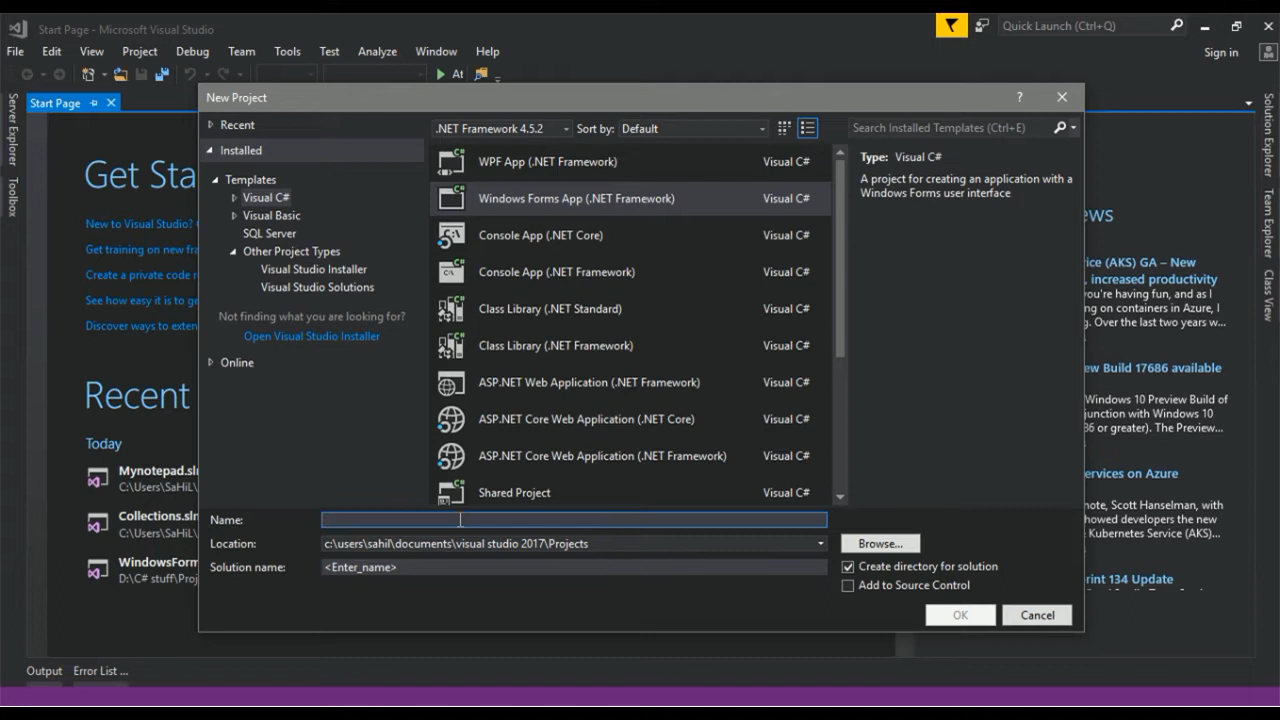 Start Page - Microsoft Visual Studio
Quick Launch (Ctrl+Q)
File Edit View Project Debug Team Tools Test Analyze Window Help
Sign in
At
Server Explorer
Toolbox
Start Page
Get Sta
New to Visual Studio?
Get training on new fra
Create a private code r
See how easy it is to ge
Discover ways to exten
Recent
Today
Mynotepad.sln
C:\Users\SaHiL\
Collections.sln
C:\Users\SaHiL\
WindowsForm
D:\C# stuff\Proj
New Project
?
Recent
Installed
Templates
Visual C#
Visual Basic
SQL Server
Other Project Types
Visual Studio Installer
Visual Studio Solutions
Not finding what you are looking for?
Open Visual Studio Installer
Online
.NET Framework 4.5.2
Sort by: Default
Search Installed Templates (Ctrl+E)
WPF App (.NET Framework) Visual C#
Windows Forms App (.NET Framework) Visual C#
Console App (.NET Core) Visual C#
Console App (.NET Framework) Visual C#
Class Library (.NET Standard) Visual C#
Class Library (.NET Framework) Visual C#
ASP.NET Web Application (.NET Framework) Visual C#
ASP.NET Core Web Application (.NET Core) Visual C#
ASP.NET Core Web Application (.NET Framework) Visual C#
Shared Project Visual C#
Type: Visual C#
A project for creating an application with a
Windows Forms user interface
Name:
Location: c:\users\sahil\documents\visual studio 2017\Projects
Browse...
Solution name: <Enter_name>
Create directory for solution
Add to Source Control
OK Cancel
ews
ice (AKS) GA – New
, increased productivity
you're having fun, and as I
ng on containers in Azure, I
g. Over the last two years w...
ew Build 17686 available
Windows 10 Preview Build of
junction with Windows 10
86 or greater). The Preview...
ervices on Azure
note, Scott Hanselman, with
howed developers the new
Kubernetes Service (AKS)...
print 134 Update
Solution Explorer
Team Explorer
Class View
Output Error List ...